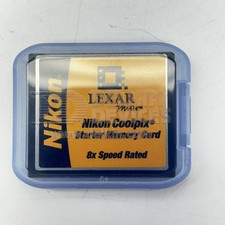 Nikon
LEXAR
Media
Nikon Coolpix®
Starter Memory Card
8x Speed Rated